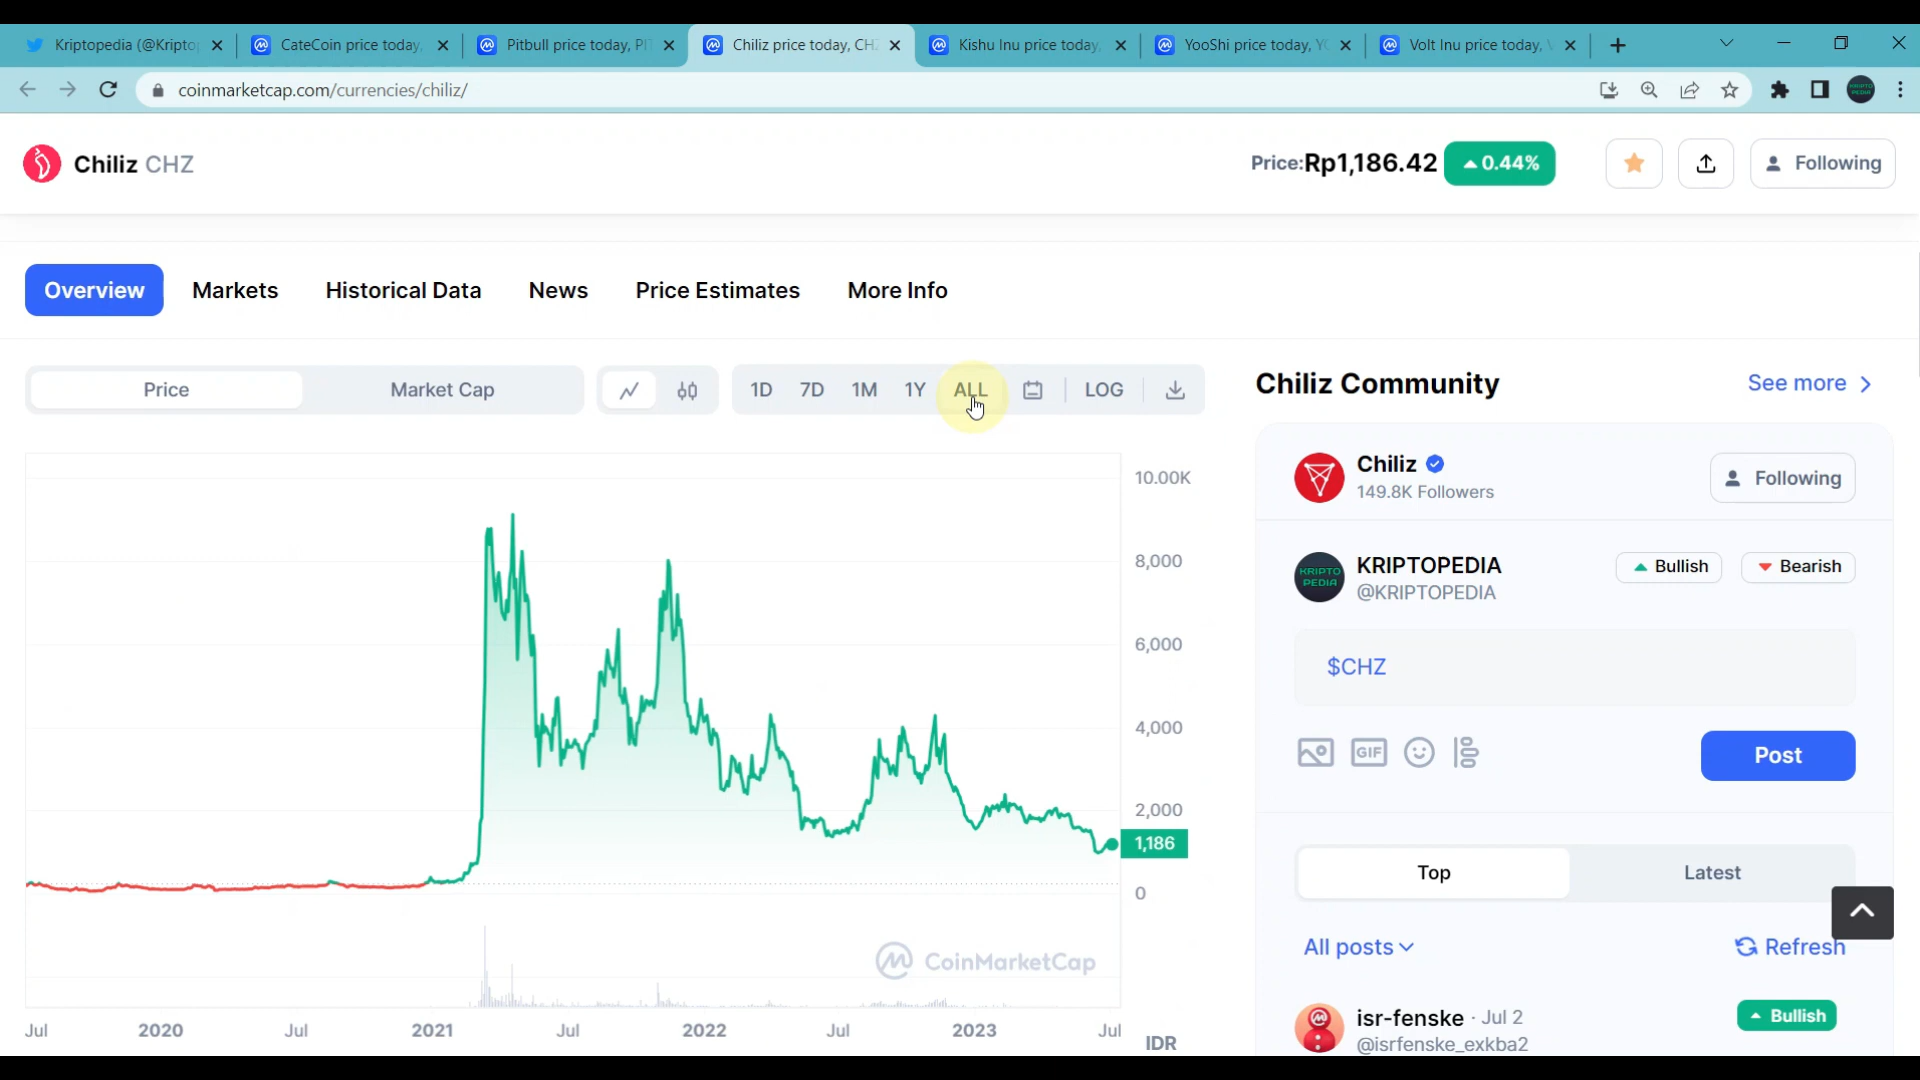 Kriptopedia (@Kripto
CateCoin price today,
Pitbull price today, PIT
Chiliz price today, CH
Kishu Inu price today,
YooShi price today, Y
Volt Inu price today,
coinmarketcap.com/currencies/chiliz/
KRIPTO
PEDIA
Chiliz CHZ
Price:Rp1,186.42
0.44%
Following
Overview
Markets
Historical Data
News
Price Estimates
More Info
Price
Market Cap
1D
7D
1M
1Y
ALL
LOG
Chiliz Community
See more
10.00K
8,000
6,000
4,000
2,000
1,186
0
CoinMarketCap
Jul
2020
Jul
2021
Jul
2022
Jul
2023
Jul
IDR
Chiliz
149.8K Followers
Following
KRIPTO
PEDIA
KRIPTOPEDIA
@KRIPTOPEDIA
Bullish
Bearish
$CHZ
GIF
Post
Top
Latest
All posts
Refresh
isr-fenske · Jul 2
@isrfenske_exkba2
Bullish